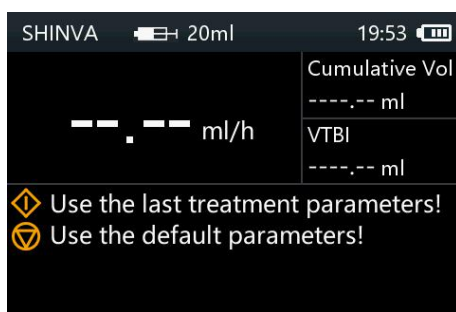 SHINVA 20ml 19:53
Cumulative Vol
----.-- ml
--.-- ml/h
VTBI
----.-- ml
Use the last treatment parameters!
Use the default parameters!